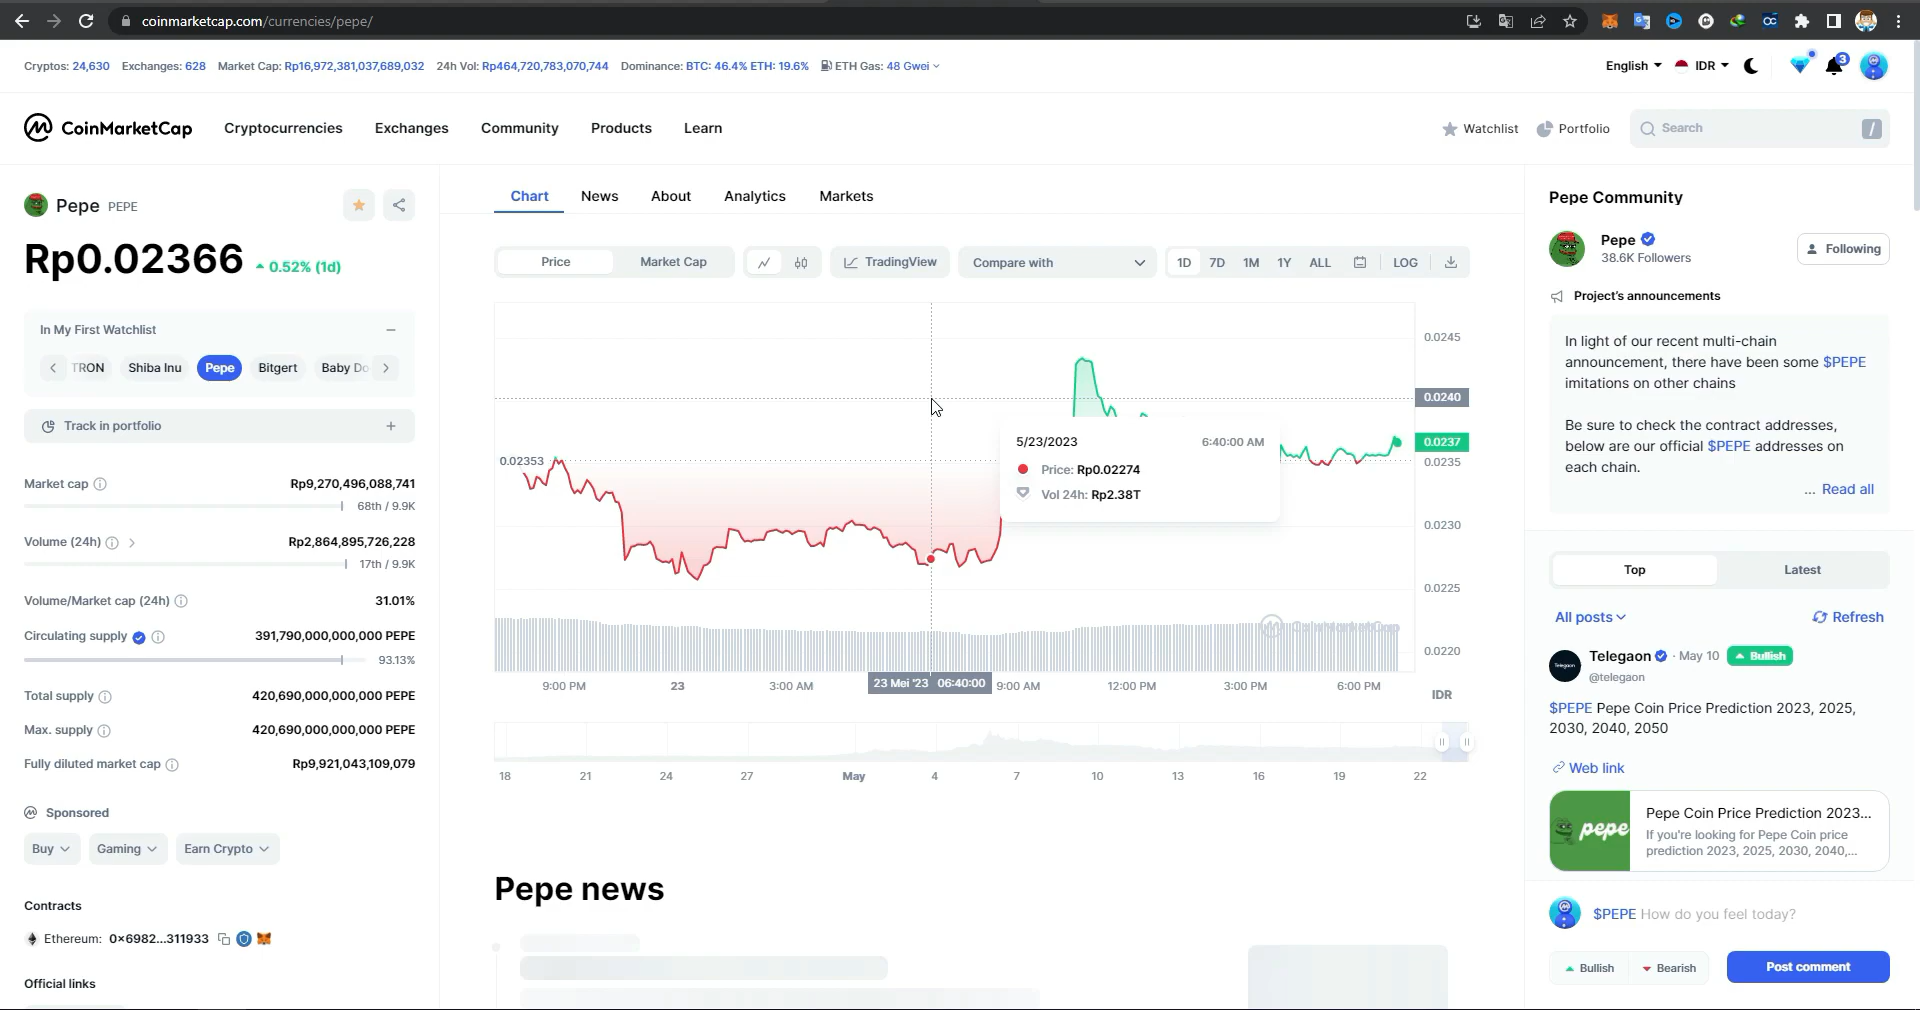 coinmarketcap.com/currencies/pepe/
Cryptos: 24,630 Exchanges: 628 Market Cap: Rp16,972,381,037,689,032 24h Vol: Rp464,720,783,070,744 Dominance: BTC: 46.4% ETH: 19.6% ETH Gas: 48 Gwei
English IDR 3
CoinMarketCap Cryptocurrencies Exchanges Community Products Learn
Watchlist Portfolio Search /
Pepe PEPE
Rp0.02366 0.52% (1d)
In My First Watchlist
TRON Shiba Inu Pepe Bitgert Baby Do
Track in portfolio +
Market cap Rp9,270,496,088,741
68th / 9.9K
Volume (24h) Rp2,864,895,726,228
17th / 9.9K
Volume/Market cap (24h) 31.01%
Circulating supply 391,790,000,000,000 PEPE
93.13%
Total supply 420,690,000,000,000 PEPE
Max. supply 420,690,000,000,000 PEPE
Fully diluted market cap Rp9,921,043,109,079
Sponsored
Buy Gaming Earn Crypto
Contracts
Ethereum: 0x6982...311933
Official links
Chart News About Analytics Markets
Price Market Cap TradingView Compare with 1D 7D 1M 1Y ALL LOG
0.0245
0.0240
0.0237
0.0235
0.0230
0.0225
0.0220
0.02353
5/23/2023 6:40:00 AM
Price: Rp0.02274
Vol 24h: Rp2.38T
CoinMarketCap
9:00 PM 23 3:00 AM 23 Mei '23 06:40:00 9:00 AM 12:00 PM 3:00 PM 6:00 PM
IDR
18 21 24 27 May 4 7 10 13 16 19 22
Pepe news
Pepe Community
Pepe
38.6K Followers
Following
Project's announcements
In light of our recent multi-chain
announcement, there have been some $PEPE
imitations on other chains
Be sure to check the contract addresses,
below are our official $PEPE addresses on
each chain.
... Read all
Top Latest
All posts Refresh
Telegaon · May 10 Bullish
@telegaon
$PEPE Pepe Coin Price Prediction 2023, 2025,
2030, 2040, 2050
Web link
pepe
Pepe Coin Price Prediction 2023...
If you're looking for Pepe Coin price
prediction 2023, 2025, 2030, 2040,...
$PEPE How do you feel today?
Bullish Bearish Post comment